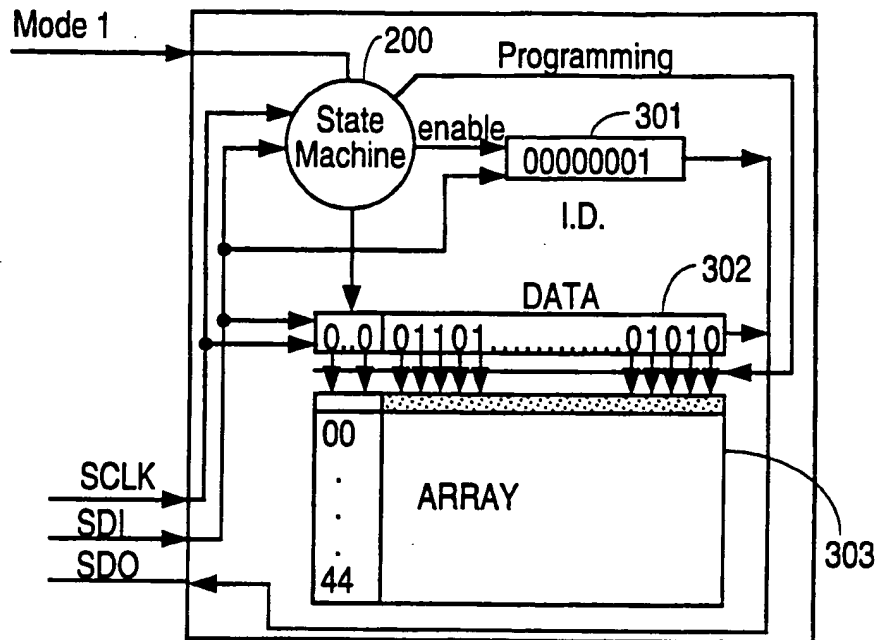 Mode 1
200
Programming
State
Machine
enable
301
00000001
I.D.
302
DATA
0..0 01101.............01010
00
.
.
.
44
ARRAY
SCLK
SDI
SDO
303